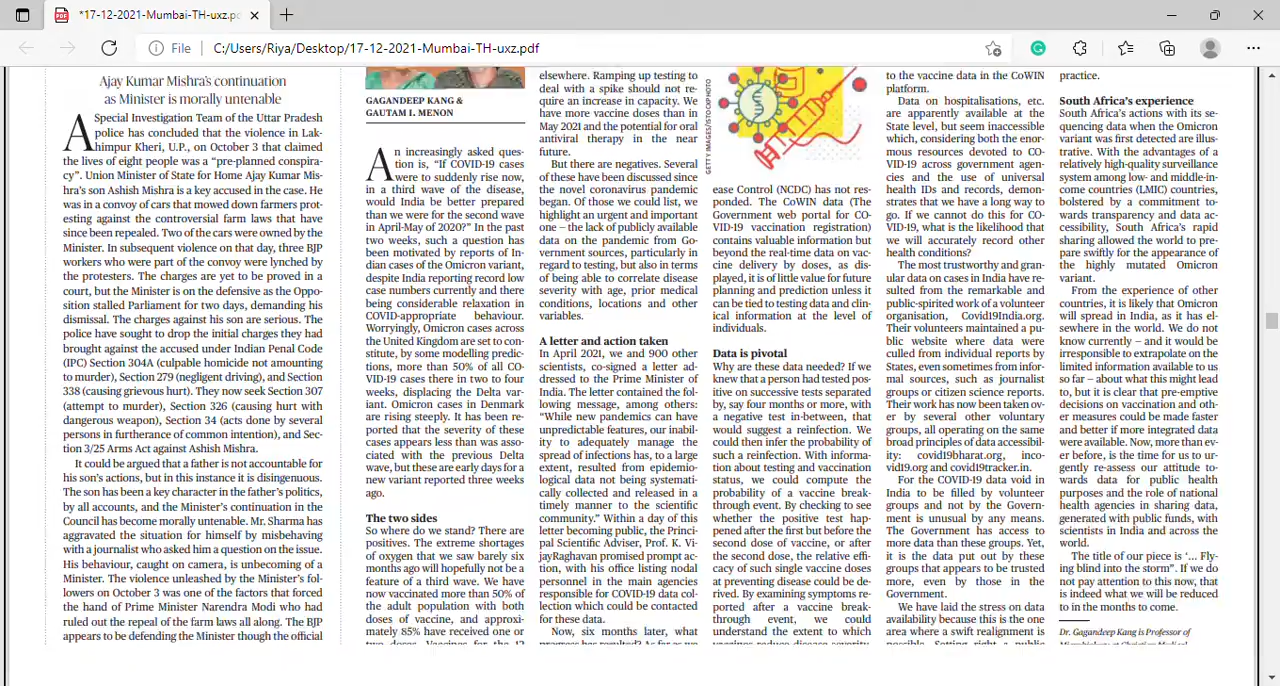 *17-12-2021-Mumbai-TH-uxz.pdf
File
C:/Users/Riya/Desktop/17-12-2021-Mumbai-TH-uxz.pdf
Ajay Kumar Mishra's continuation
as Minister is morally untenable
A Special Investigation Team of the Uttar Pradesh
police has concluded that the violence in Lak-
himpur Kheri, U.P., on October 3 that claimed
the lives of eight people was a "pre-planned conspira-
cy". Union Minister of State for Home Ajay Kumar Mis-
hra's son Ashish Mishra is a key accused in the case. He
was in a convoy of cars that mowed down farmers prot-
esting against the controversial farm laws that have
since been repealed. Two of the cars were owned by the
Minister. In subsequent violence on that day, three BJP
workers who were part of the convoy were lynched by
the protesters. The charges are yet to be proved in a
court, but the Minister is on the defensive as the Oppo-
sition stalled Parliament for two days, demanding his
dismissal. The charges against his son are serious. The
police have sought to drop the initial charges they had
brought against the accused under Indian Penal Code
(IPC) Section 304A (culpable homicide not amounting
to murder), Section 279 (negligent driving), and Section
338 (causing grievous hurt). They now seek Section 307
(attempt to murder), Section 326 (causing hurt with
dangerous weapon), Section 34 (acts done by several
persons in furtherance of common intention), and Sec-
tion 3/25 Arms Act against Ashish Mishra.
It could be argued that a father is not accountable for
his son's actions, but in this instance it is disingenuous.
The son has been a key character in the father's politics,
by all accounts, and the Minister's continuation in the
Council has become morally untenable. Mr. Sharma has
aggravated the situation for himself by misbehaving
with a journalist who asked him a question on the issue.
His behaviour, caught on camera, is unbecoming of a
Minister. The violence unleashed by the Minister's fol-
lowers on October 3 was one of the factors that forced
the hand of Prime Minister Narendra Modi who had
ruled out the repeal of the farm laws all along. The BJP
appears to be defending the Minister though the official
GAGANDEEP KANG &
GAUTAM I. MENON
An increasingly asked ques-
tion is, "If COVID-19 cases
were to suddenly rise now,
in a third wave of the disease,
would India be better prepared
than we were for the second wave
in April-May of 2020?" In the past
two weeks, such a question has
been motivated by reports of In-
dian cases of the Omicron variant,
despite India reporting record low
case numbers currently and there
being considerable relaxation in
COVID-appropriate behaviour.
Worryingly, Omicron cases across
the United Kingdom are set to con-
stitute, by some modelling predic-
tions, more than 50% of all CO-
VID-19 cases there in two to four
weeks, displacing the Delta var-
iant. Omicron cases in Denmark
are rising steeply. It has been re-
ported that the severity of these
cases appears less than was asso-
ciated with the previous Delta
wave, but these are early days for a
new variant reported three weeks
ago.
The two sides
So where do we stand? There are
positives. The extreme shortages
of oxygen that we saw barely six
months ago will hopefully not be a
feature of a third wave. We have
now vaccinated more than 50% of
the adult population with both
doses of vaccine, and approxi-
mately 85% have received one or
two doses. Vaccines for the 12
elsewhere. Ramping up testing to
deal with a spike should not re-
quire an increase in capacity. We
have more vaccine doses than in
May 2021 and the potential for oral
antiviral therapy in the near
future.
But there are negatives. Several
of these have been discussed since
the novel coronavirus pandemic
began. Of those we could list, we
highlight an urgent and important
one – the lack of publicly available
data on the pandemic from Go-
vernment sources, particularly in
regard to testing, but also in terms
of being able to correlate disease
severity with age, prior medical
conditions, locations and other
variables.
A letter and action taken
In April 2021, we and 900 other
scientists, co-signed a letter ad-
dressed to the Prime Minister of
India. The letter contained the fol-
lowing message, among others:
"While new pandemics can have
unpredictable features, our inabil-
ity to adequately manage the
spread of infections has, to a large
extent, resulted from epidemio-
logical data not being systemati-
cally collected and released in a
timely manner to the scientific
community." Within a day of this
letter becoming public, the Princi-
pal Scientific Adviser, Prof. K. Vi-
jayRaghavan promised prompt ac-
tion, with his office listing nodal
personnel in the main agencies
responsible for COVID-19 data col-
lection which could be contacted
for these data.
Now, six months later, what
progress has resulted? As far as we
GETTY IMAGES/ISTOCKPHOTO
ease Control (NCDC) has not res-
ponded. The CoWIN data (The
Government web portal for CO-
VID-19 vaccination registration)
contains valuable information but
beyond the real-time data on vac-
cine delivery by doses, as dis-
played, it is of little value for future
planning and prediction unless it
can be tied to testing data and clin-
ical information at the level of
individuals.
Data is pivotal
Why are these data needed? If we
knew that a person had tested pos-
itive on successive tests separated
by, say four months or more, with
a negative test in-between, that
would suggest a reinfection. We
could then infer the probability of
such a reinfection. With informa-
tion about testing and vaccination
status, we could compute the
probability of a vaccine break-
through event. By checking to see
whether the positive test hap-
pened after the first but before the
second dose of vaccine, or after
the second dose, the relative effi-
cacy of such single vaccine doses
at preventing disease could be de-
rived. By examining symptoms re-
ported after a vaccine break-
through event, we could
understand the extent to which
vaccines reduce disease severity.
to the vaccine data in the CoWIN
platform.
Data on hospitalisations, etc.
are apparently available at the
State level, but seem inaccessible
which, considering both the enor-
mous resources devoted to CO-
VID-19 across government agen-
cies and the use of universal
health IDs and records, demon-
strates that we have a long way to
go. If we cannot do this for CO-
VID-19, what is the likelihood that
we will accurately record other
health conditions?
The most trustworthy and gran-
ular data on cases in India have re-
sulted from the remarkable and
public-spirited work of a volunteer
organisation, Covid19India.org.
Their volunteers maintained a pu-
blic website where data were
culled from individual reports by
States, even sometimes from infor-
mal sources, such as journalist
groups or citizen science reports.
Their work has now been taken ov-
er by several other voluntary
groups, all operating on the same
broad principles of data accessibil-
ity: covid19bharat.org, inco-
vid19.org and covid19tracker.in.
For the COVID-19 data void in
India to be filled by volunteer
groups and not by the Govern-
ment is unusual by any means.
The Government has access to
more data than these groups. Yet,
it is the data put out by these
groups that appears to be trusted
more, even by those in the
Government.
We have laid the stress on data
availability because this is the one
area where a swift realignment is
possible. Setting right a public
practice.
South Africa's experience
South Africa's actions with its se-
quencing data when the Omicron
variant was first detected are illus-
trative. With the advantages of a
relatively high-quality surveillance
system among low- and middle-in-
come countries (LMIC) countries,
bolstered by a commitment to-
wards transparency and data ac-
cessibility, South Africa's rapid
sharing allowed the world to pre-
pare swiftly for the appearance of
the highly mutated Omicron
variant.
From the experience of other
countries, it is likely that Omicron
will spread in India, as it has el-
sewhere in the world. We do not
know currently – and it would be
irresponsible to extrapolate on the
limited information available to us
so far – about what this might lead
to, but it is clear that pre-emptive
decisions on vaccination and oth-
er measures could be made faster
and better if more integrated data
were available. Now, more than ev-
er before, is the time for us to ur-
gently re-assess our attitude to-
wards data for public health
purposes and the role of national
health agencies in sharing data,
generated with public funds, with
scientists in India and across the
world.
The title of our piece is '... Fly-
ing blind into the storm". If we do
not pay attention to this now, that
is indeed what we will be reduced
to in the months to come.
Dr. Gagandeep Kang is Professor of
Microbiology at Christian Medical